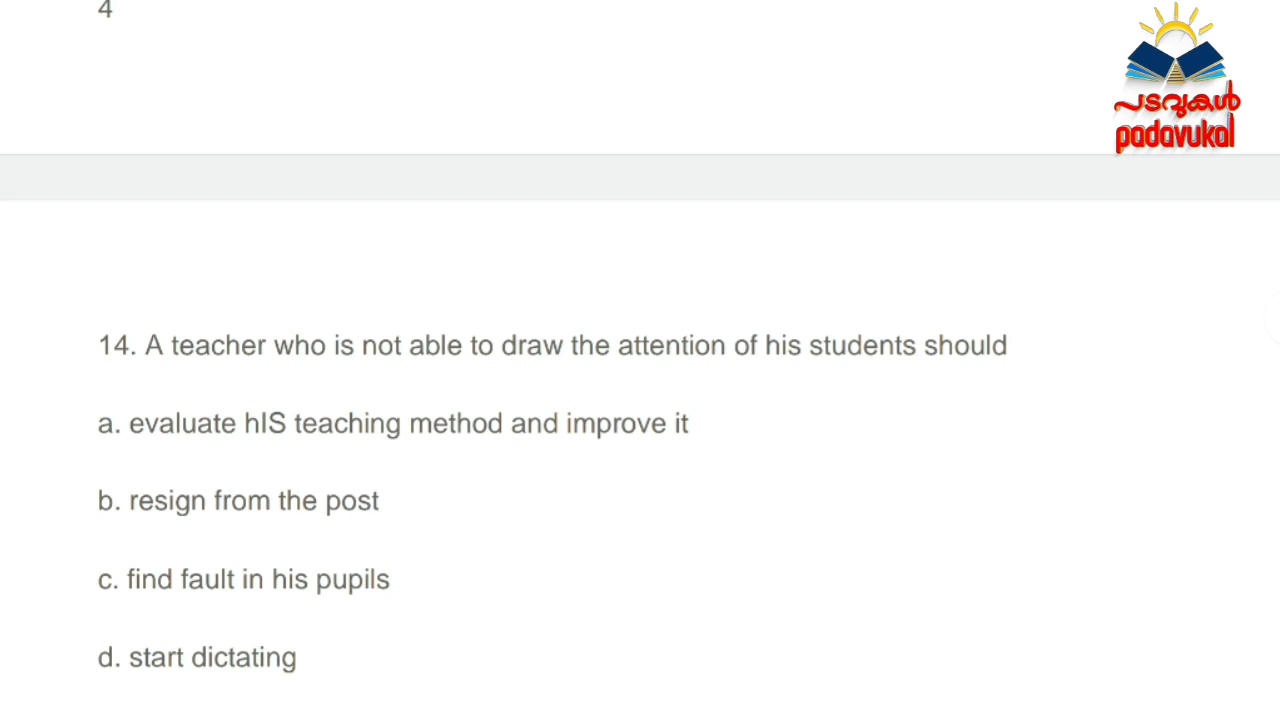 4
പടവുകൾ
padavukal
14. A teacher who is not able to draw the attention of his students should
a. evaluate hIS teaching method and improve it
b. resign from the post
c. find fault in his pupils
d. start dictating